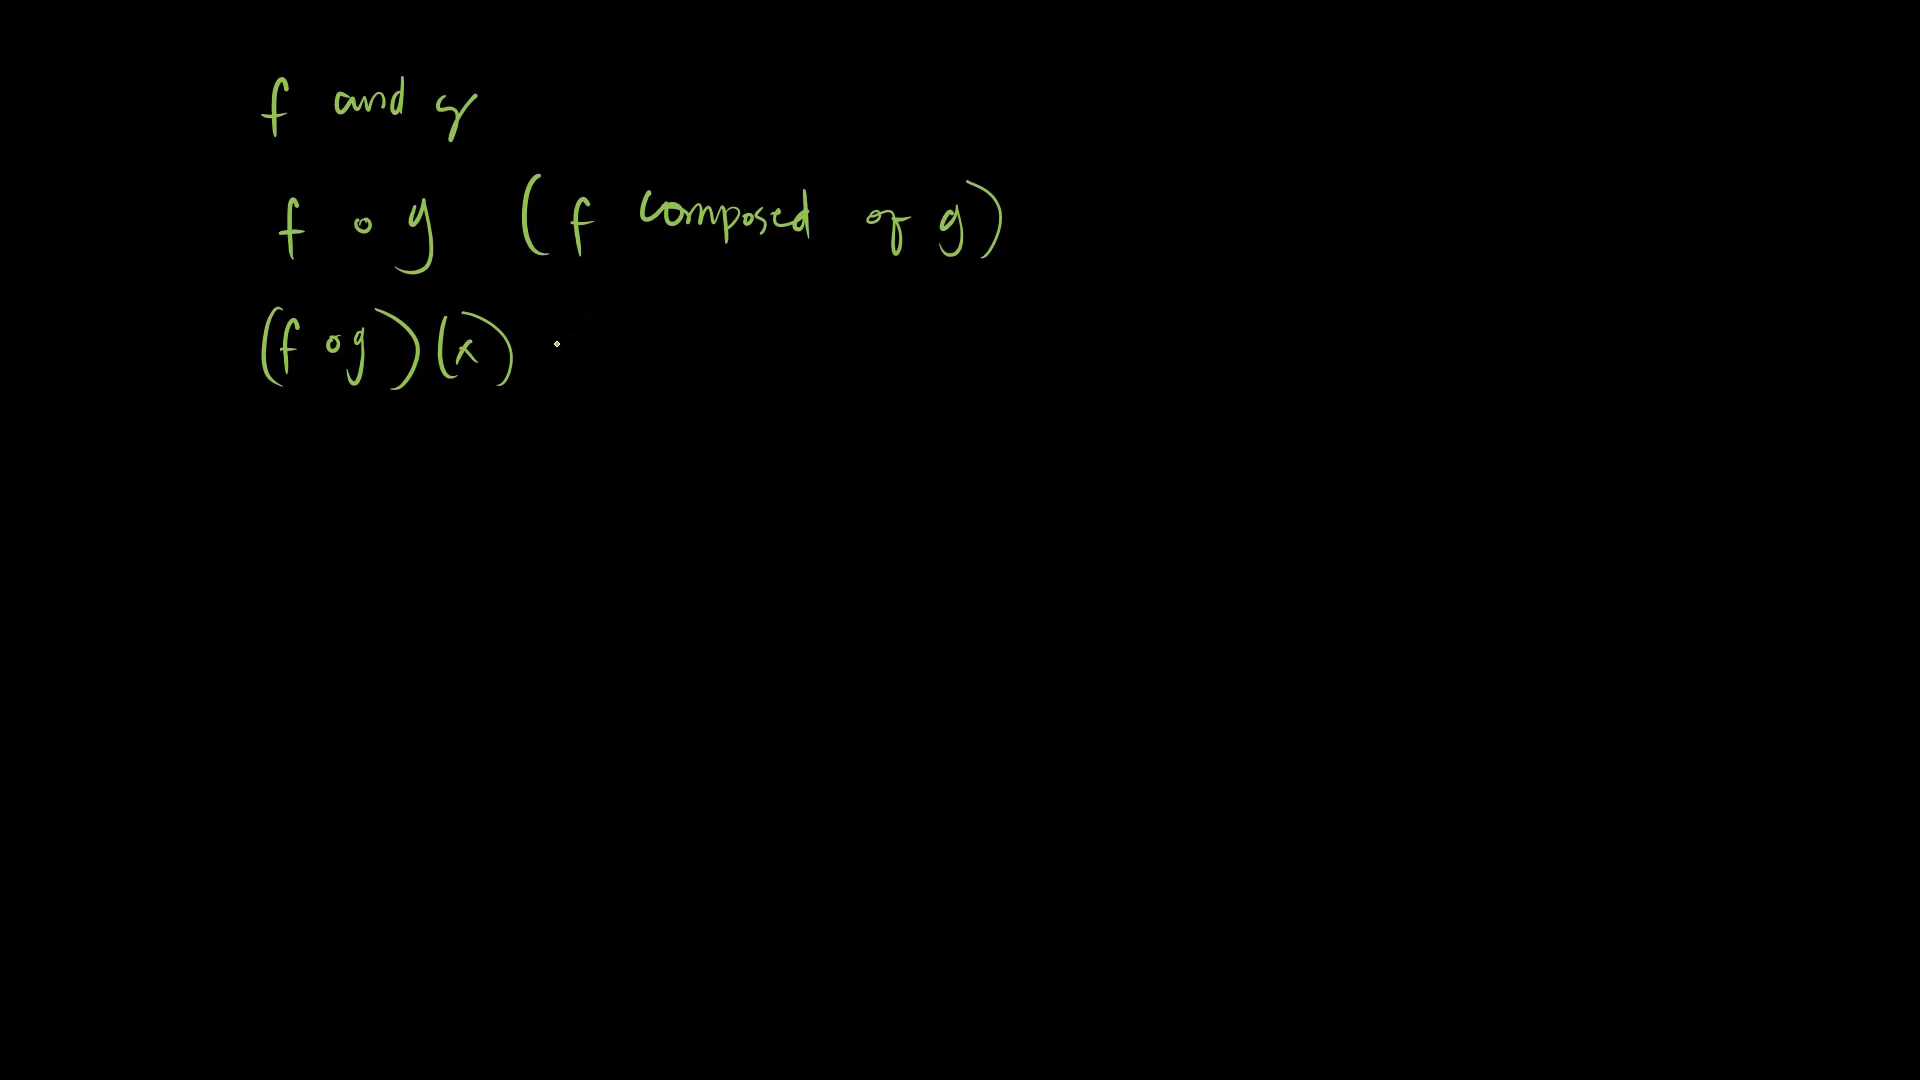 f and g
f ∘ g (f composed of g)
(f ∘ g)(x)